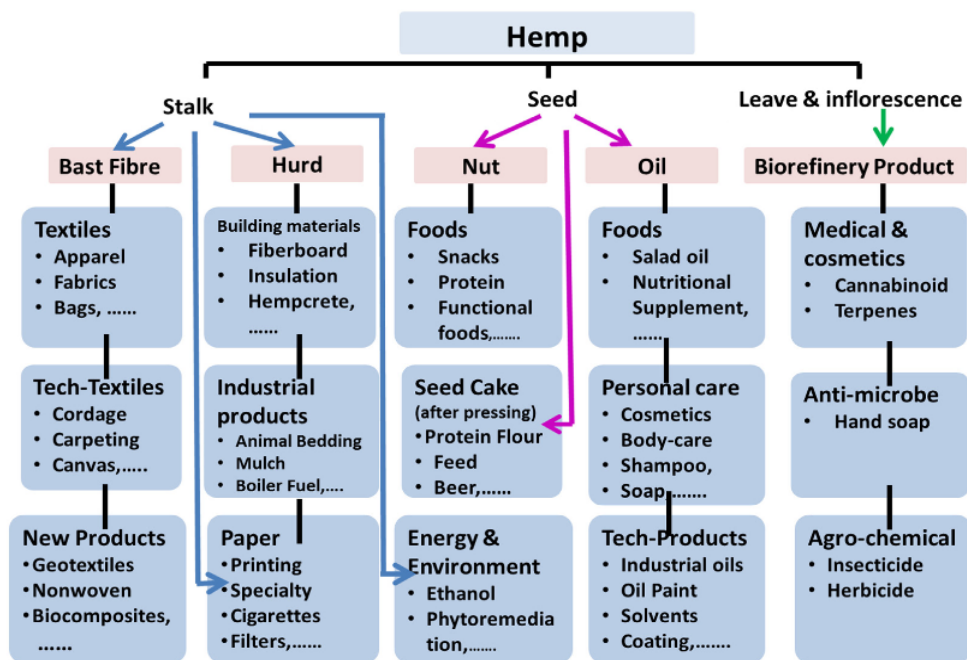 Hemp
Stalk
Seed
Leave & inflorescence
Bast Fibre
Hurd
Nut
Oil
Biorefinery Product
Textiles
• Apparel
• Fabrics
• Bags, ……
Tech-Textiles
• Cordage
• Carpeting
• Canvas,…..
New Products
•Geotextiles
•Nonwoven
•Biocomposites,
……
Building materials
• Fiberboard
• Insulation
• Hempcrete,
……
Industrial
products
• Animal Bedding
• Mulch
• Boiler Fuel,….
Paper
•Printing
•Specialty
•Cigarettes
•Filters,……
Foods
• Snacks
• Protein
• Functional
foods,…….
Seed Cake
(after pressing)
•Protein Flour
• Feed
• Beer,……
Energy &
Environment
• Ethanol
• Phytoremedia
tion,…….
Foods
• Salad oil
• Nutritional
Supplement,
……
Personal care
• Cosmetics
• Body-care
• Shampoo,
• Soap,…….
Tech-Products
• Industrial oils
• Oil Paint
• Solvents
• Coating,…….
Medical &
cosmetics
• Cannabinoid
• Terpenes
Anti-microbe
• Hand soap
Agro-chemical
• Insecticide
• Herbicide